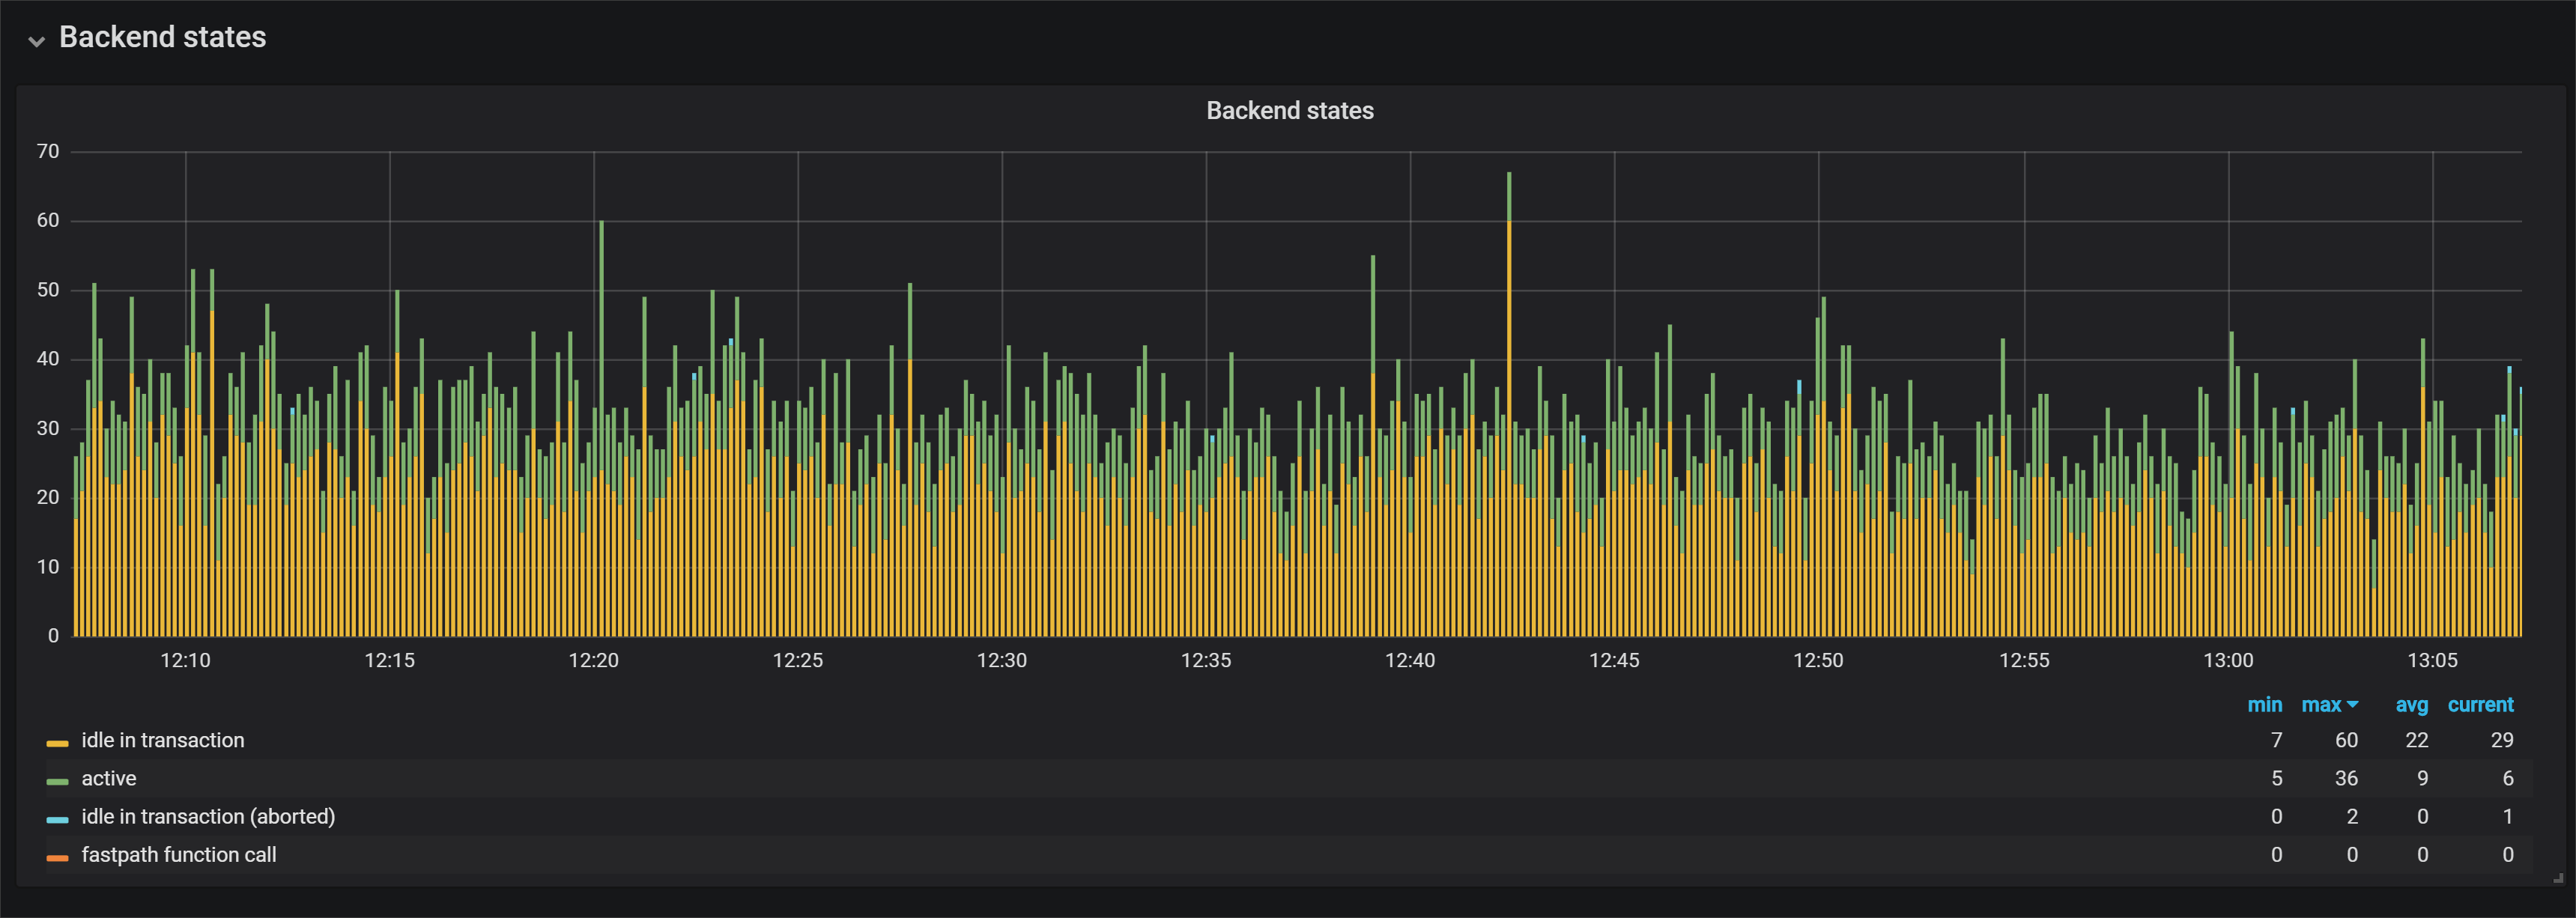 Backend states
Backend states
70
60
50
40
30
20
10
0
12:10 12:15 12:20 12:25 12:30 12:35 12:40 12:45 12:50 12:55 13:00 13:05
min max avg current
idle in transaction 7 60 22 29
active 5 36 9 6
idle in transaction (aborted) 0 2 0 1
fastpath function call 0 0 0 0